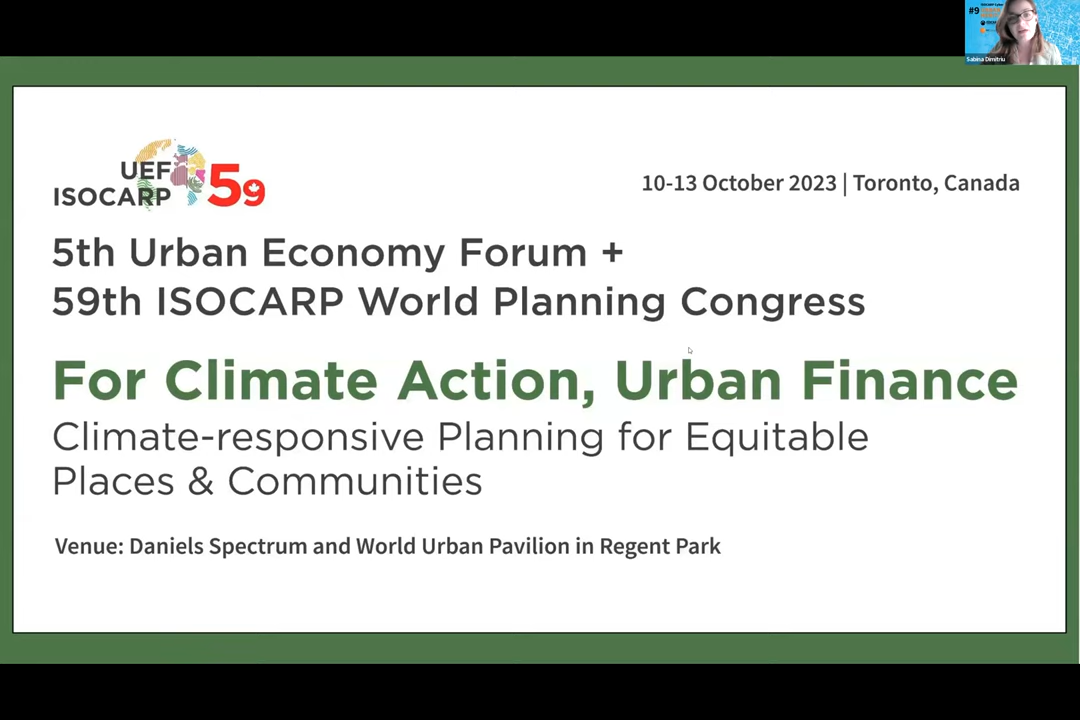 #9
Sabina Dimitriu
UEF
ISOCARP
59
10-13 October 2023 | Toronto, Canada
5th Urban Economy Forum +
59th ISOCARP World Planning Congress
For Climate Action, Urban Finance
Climate-responsive Planning for Equitable
Places & Communities
Venue: Daniels Spectrum and World Urban Pavilion in Regent Park